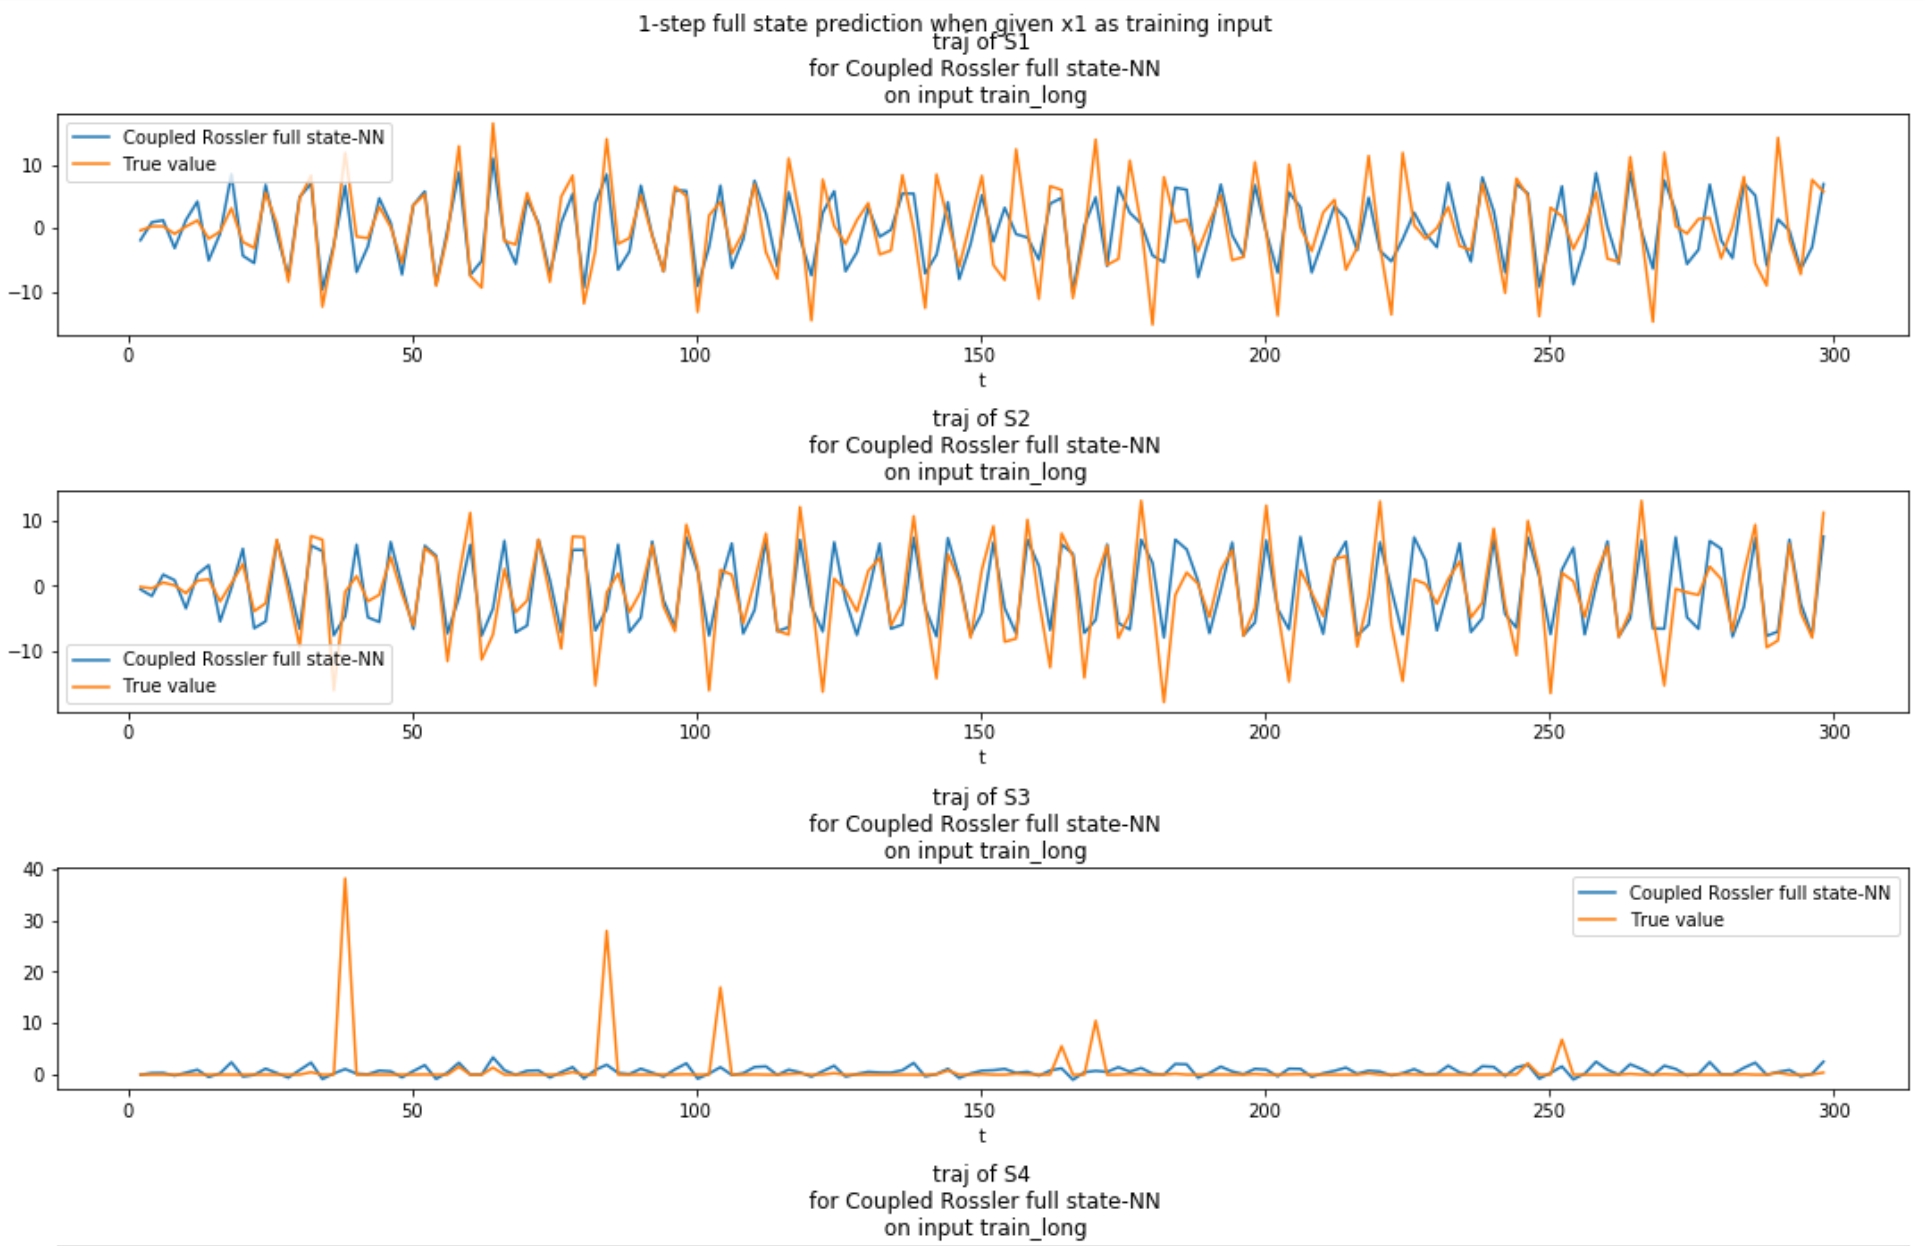 1-step full state prediction when given x1 as training input
traj of S1
for Coupled Rossler full state-NN
on input train_long
Coupled Rossler full state-NN
True value
10
0
−10
0 50 100 150 200 250 300
t
traj of S2
for Coupled Rossler full state-NN
on input train_long
10
0
−10
Coupled Rossler full state-NN
True value
0 50 100 150 200 250 300
t
traj of S3
for Coupled Rossler full state-NN
on input train_long
40
30
20
10
0
Coupled Rossler full state-NN
True value
0 50 100 150 200 250 300
t
traj of S4
for Coupled Rossler full state-NN
on input train_long